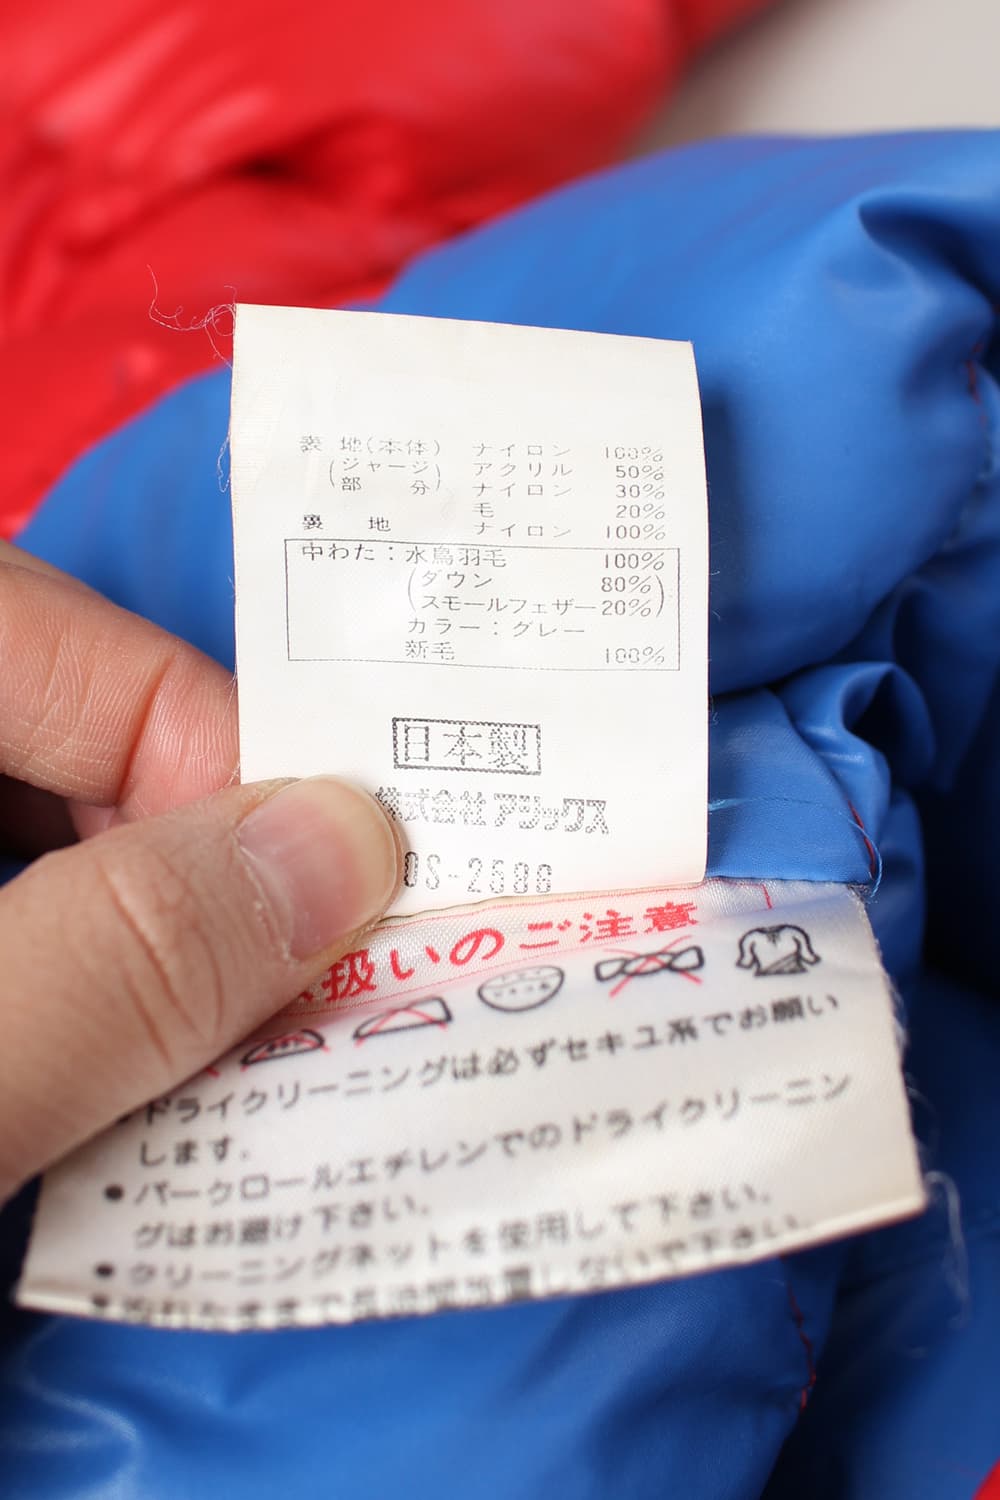 表 地(本体) ナイロン 100%
(ジャージ アクリル 50%
部 分) ナイロン 30%
毛 20%
裏 地 ナイロン 100%
中わた：水鳥羽毛 100%
(ダウン 80%
スモールフェザー20%)
カラー：グレー
新毛 100%
日本製
株式会社アシックス
OS-2588
扱いのご注意
ドライクリーニングは必ずセキユ系でお願い
します．
●パークロールエチレンでのドライクリーニン
グはお避け下さい．
●クリーニングネットを使用して下さい．